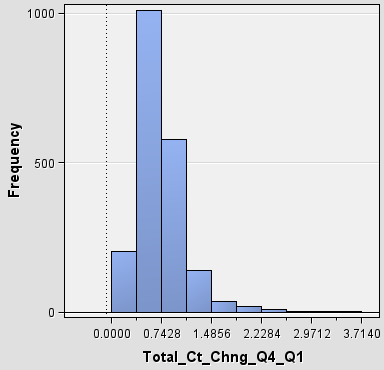 1000
500
0
Frequency
0.0000 0.7428 1.4856 2.2284 2.9712 3.7140
Total_Ct_Chng_Q4_Q1